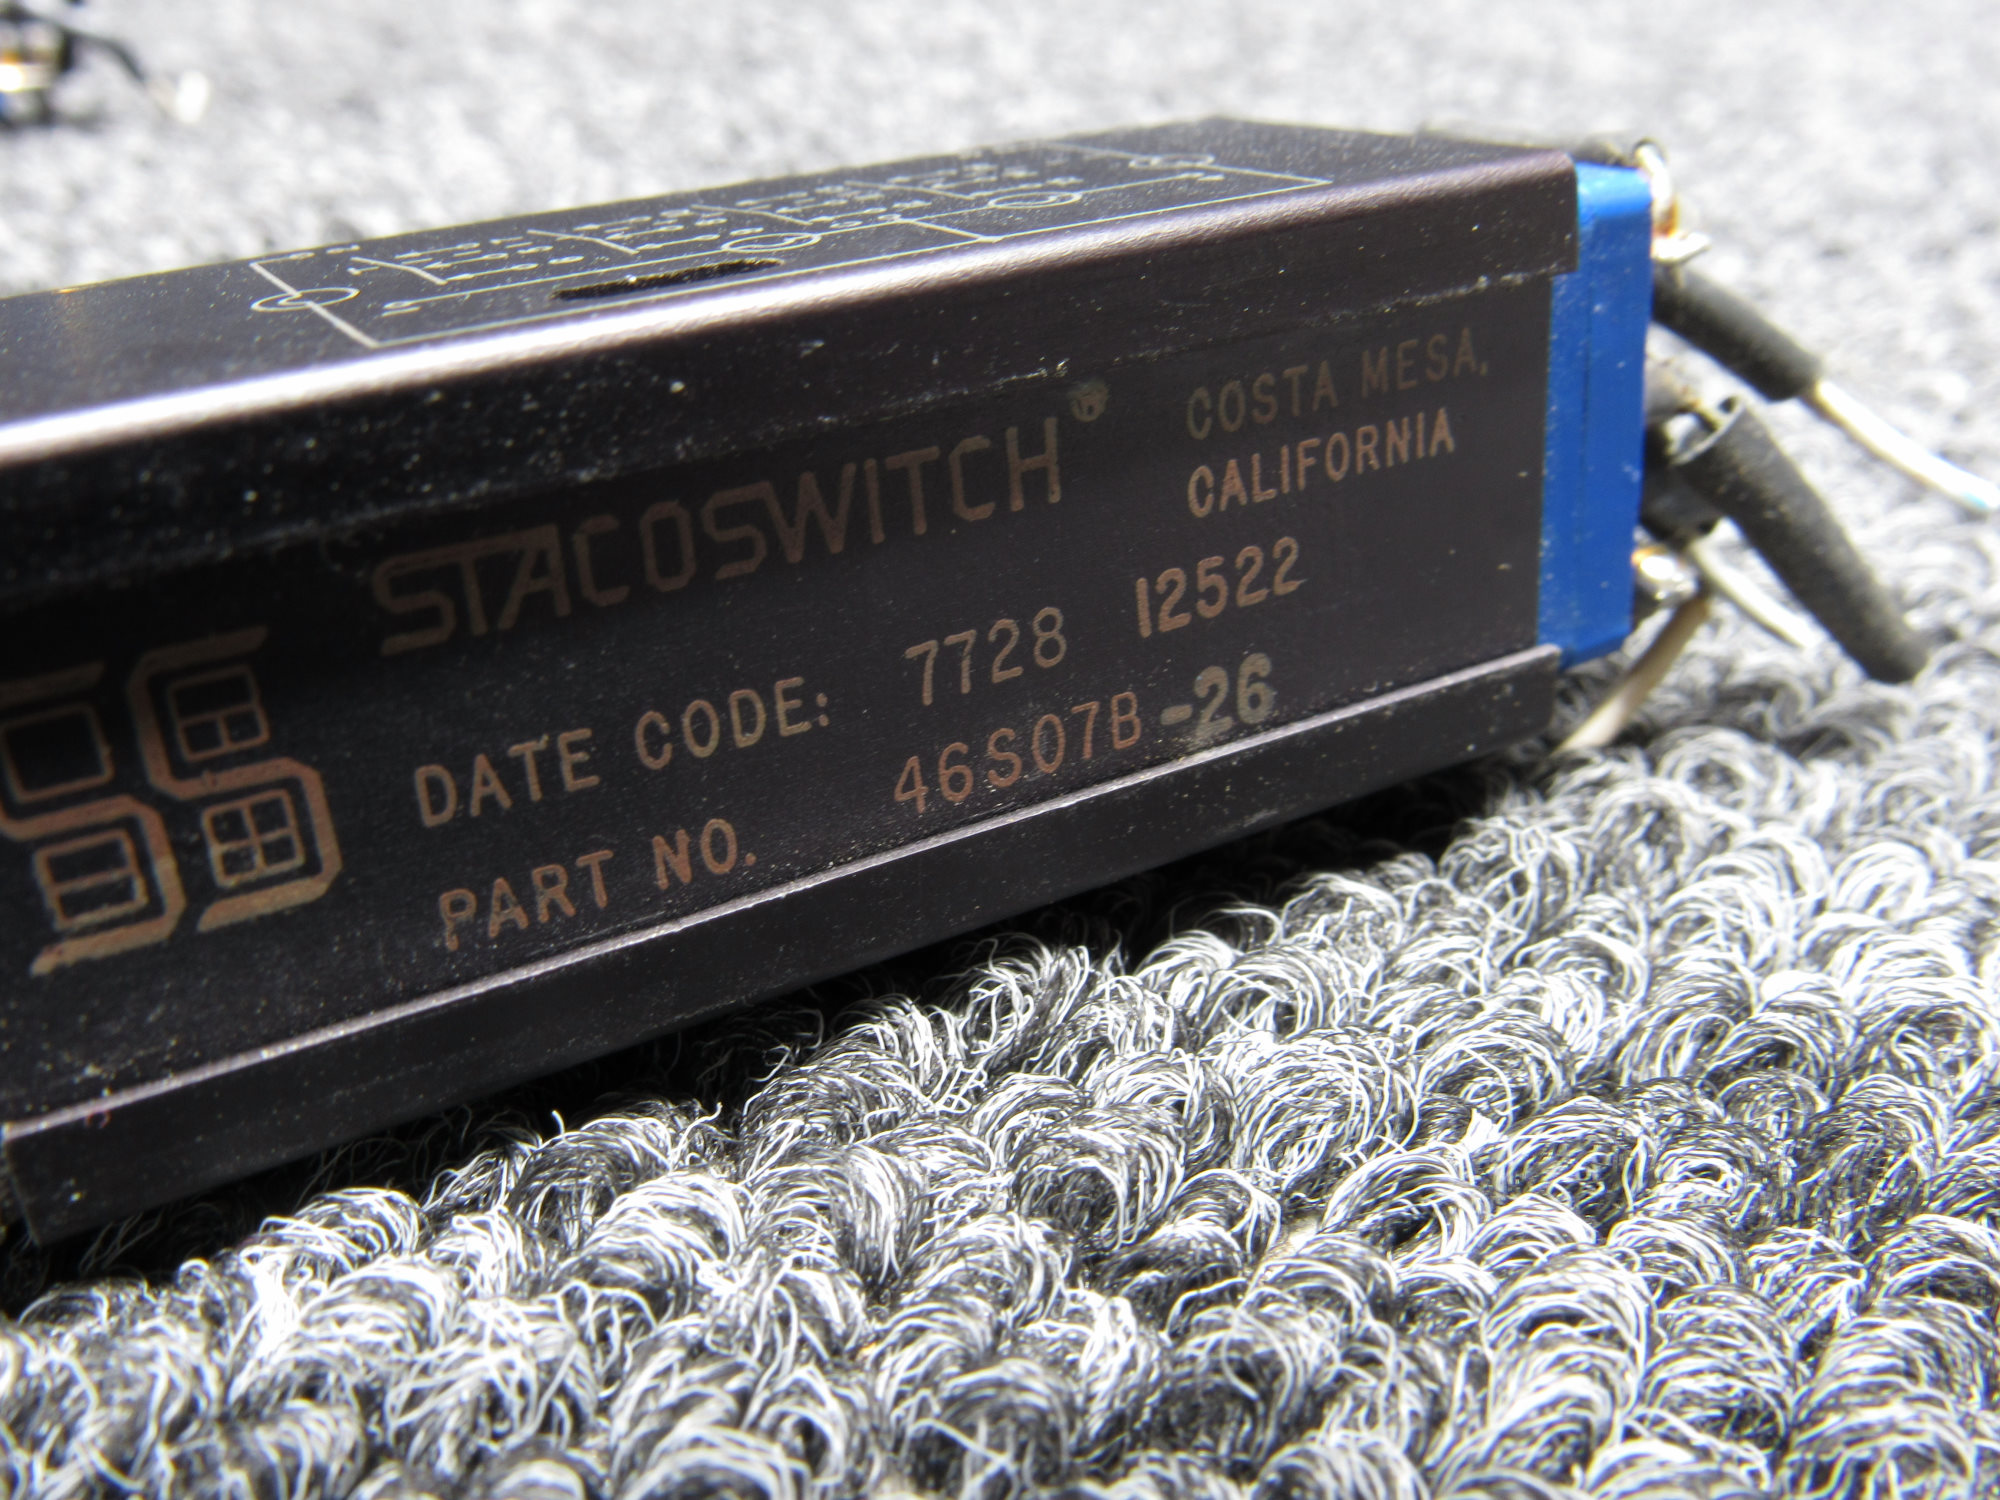 STACOSWITCH® COSTA MESA,
CALIFORNIA
DATE CODE: 7728 12522
PART NO. 46S07B -26